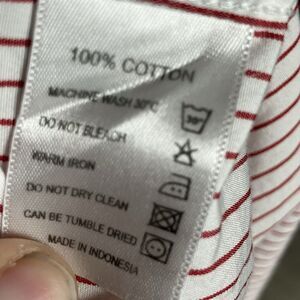 100% COTTON
MACHINE WASH 30°C
30°
DO NOT BLEACH
WARM IRON
DO NOT DRY CLEAN
CAN BE TUMBLE DRIED
MADE IN INDONESIA